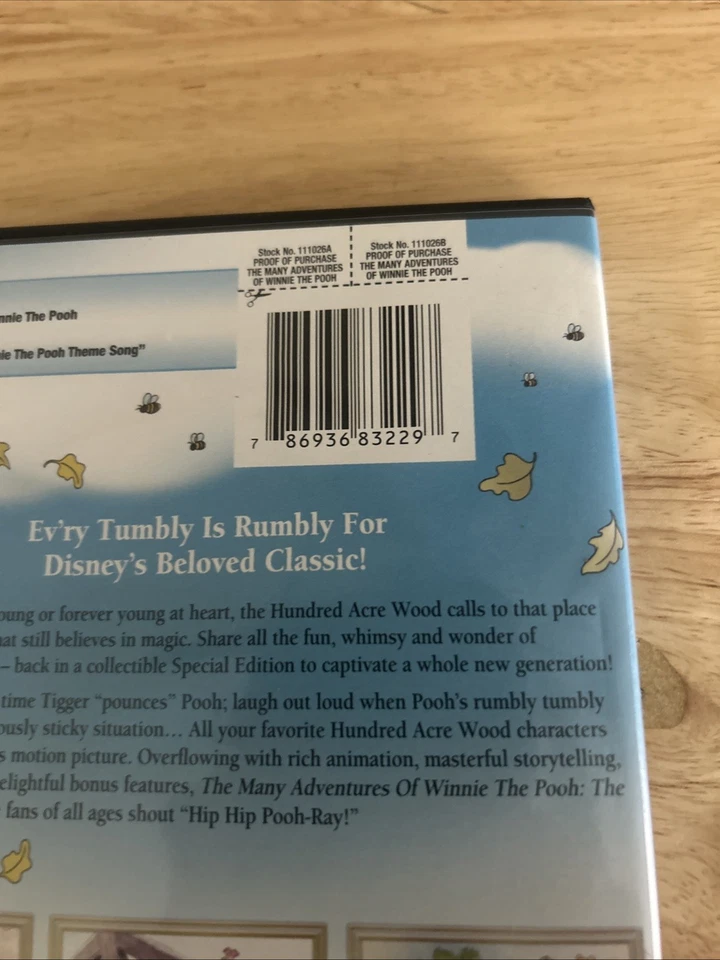 Stock No. 111026A
PROOF OF PURCHASE
THE MANY ADVENTURES
OF WINNIE THE POOH
Stock No. 111026B
PROOF OF PURCHASE
THE MANY ADVENTURES
OF WINNIE THE POOH
nnie The Pooh
ie The Pooh Theme Song”
7 86936 83229 7
Ev’ry Tumbly Is Rumbly For
Disney’s Beloved Classic!
oung or forever young at heart, the Hundred Acre Wood calls to that place
at still believes in magic. Share all the fun, whimsy and wonder of
– back in a collectible Special Edition to captivate a whole new generation!
time Tigger “pounces” Pooh; laugh out loud when Pooh’s rumbly tumbly
ously sticky situation… All your favorite Hundred Acre Wood characters
s motion picture. Overflowing with rich animation, masterful storytelling,
elightful bonus features, The Many Adventures Of Winnie The Pooh: The
fans of all ages shout “Hip Hip Pooh-Ray!”